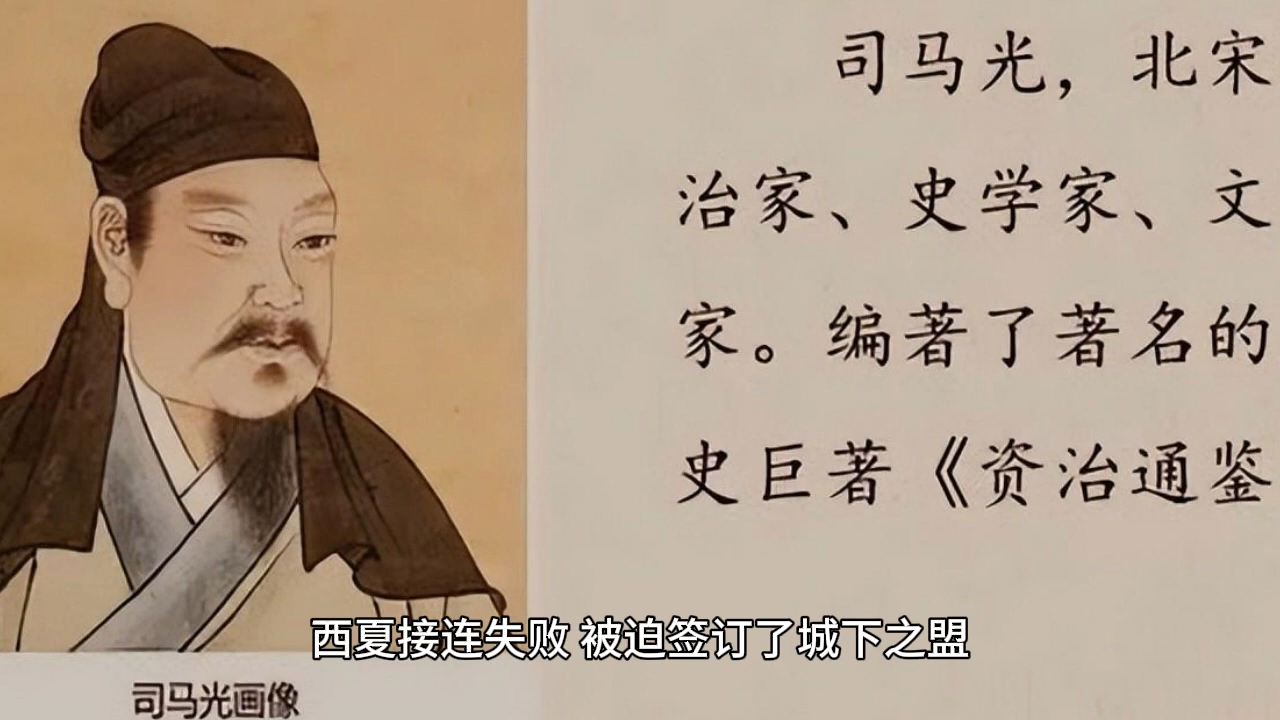 司马光，北宋
治家、史学家、文
家。编著了著名的
史巨著《资治通鉴
西夏接连失败 被迫签订了城下之盟
司马光画像